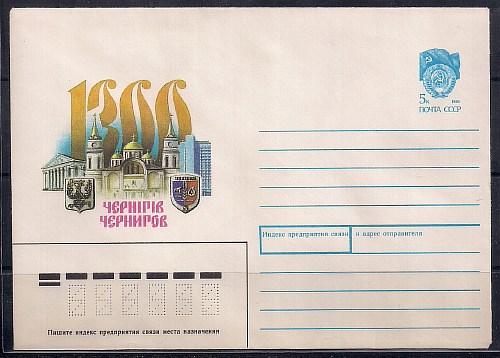 1300
ЧЕРНІГІВ
ЧЕРНИГОВ
5к
ПОЧТА СССР
Индекс предприятия связи и адрес отправителя
Пишите индекс предприятия связи места назначения